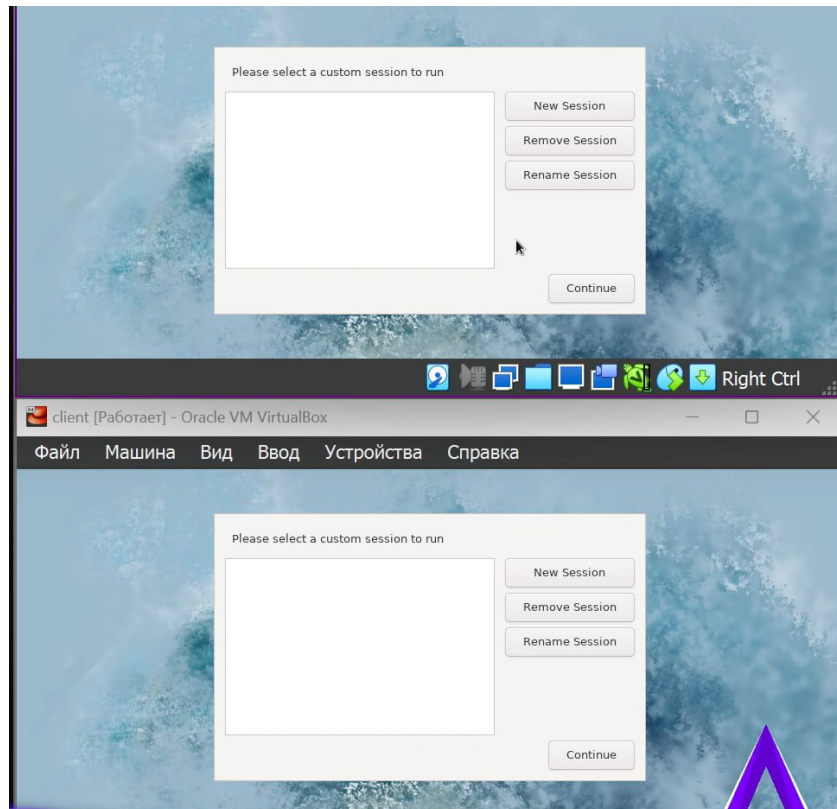 Please select a custom session to run
New Session
Remove Session
Rename Session
Continue
Right Ctrl
client [Работает] - Oracle VM VirtualBox
Файл Машина Вид Ввод Устройства Справка
Please select a custom session to run
New Session
Remove Session
Rename Session
Continue